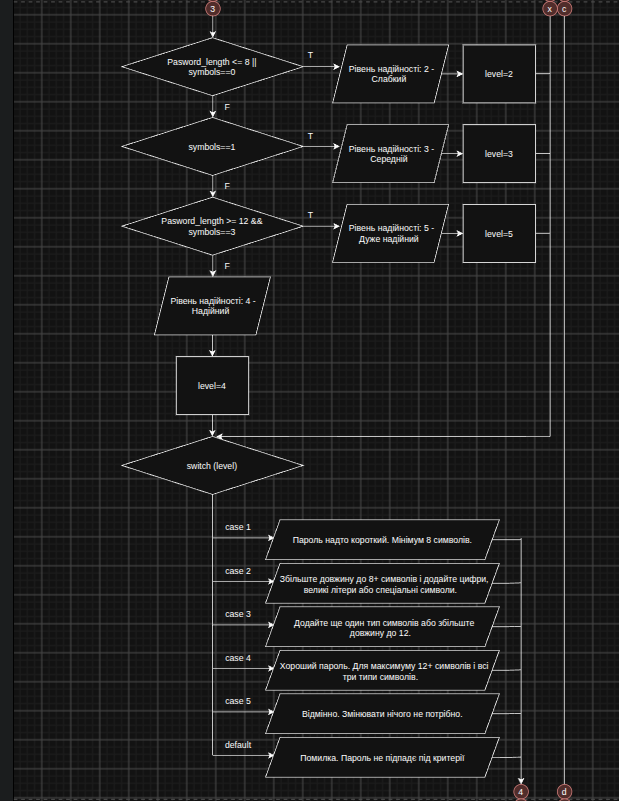 3
x
c
Pasword_length <= 8 ||
symbols==0
T
Рівень надійності: 2 -
Слабкий
level=2
F
symbols==1
T
Рівень надійності: 3 -
Середній
level=3
F
Pasword_length >= 12 &&
symbols==3
T
Рівень надійності: 5 -
Дуже надійний
level=5
F
Рівень надійності: 4 -
Надійний
level=4
switch (level)
case 1
Пароль надто короткий. Мінімум 8 символів.
case 2
Збільште довжину до 8+ символів і додайте цифри,
великі літери або спеціальні символи.
case 3
Додайте ще один тип символів або збільште
довжину до 12.
case 4
Хороший пароль. Для максимуму 12+ символів і всі
три типи символів.
case 5
Відмінно. Змінювати нічого не потрібно.
default
Помилка. Пароль не підпадє під критерії
4
d